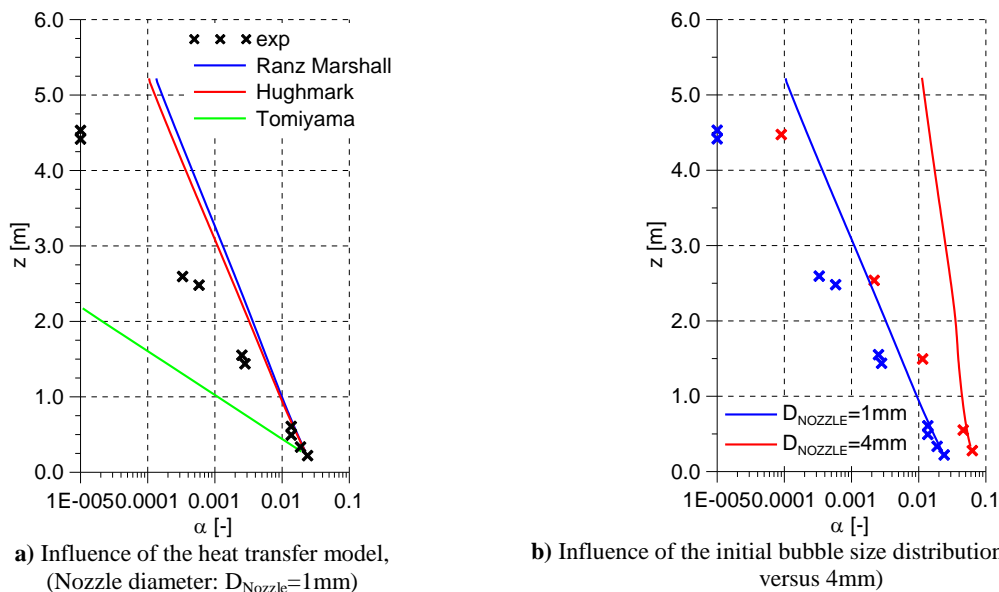 6.0
5.0
4.0
3.0
2.0
1.0
0.0
z [m]
exp
Ranz Marshall
Hughmark
Tomiyama
1E-0050.0001 0.001 0.01 0.1
α [-]
a) Influence of the heat transfer model,
(Nozzle diameter: DNozzle=1mm)
6.0
5.0
4.0
3.0
2.0
1.0
0.0
z [m]
DNOZZLE=1mm
DNOZZLE=4mm
1E-0050.0001 0.001 0.01 0.1
α [-]
b) Influence of the initial bubble size distribution
versus 4mm)